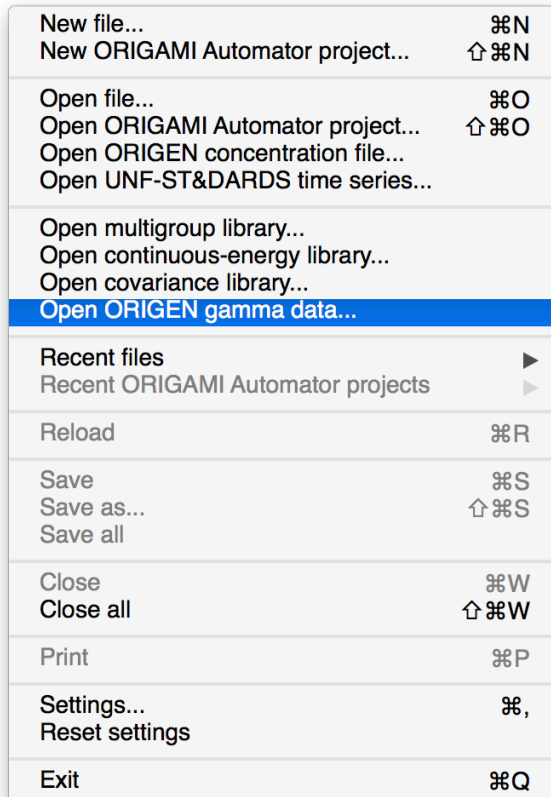 New file... ⌘N
New ORIGAMI Automator project... ⇧⌘N
Open file... ⌘O
Open ORIGAMI Automator project... ⇧⌘O
Open ORIGEN concentration file...
Open UNF-ST&DARDS time series...
Open multigroup library...
Open continuous-energy library...
Open covariance library...
Open ORIGEN gamma data...
Recent files ▶
Recent ORIGAMI Automator projects ▶
Reload ⌘R
Save ⌘S
Save as... ⇧⌘S
Save all
Close ⌘W
Close all ⇧⌘W
Print ⌘P
Settings... ⌘,
Reset settings
Exit ⌘Q